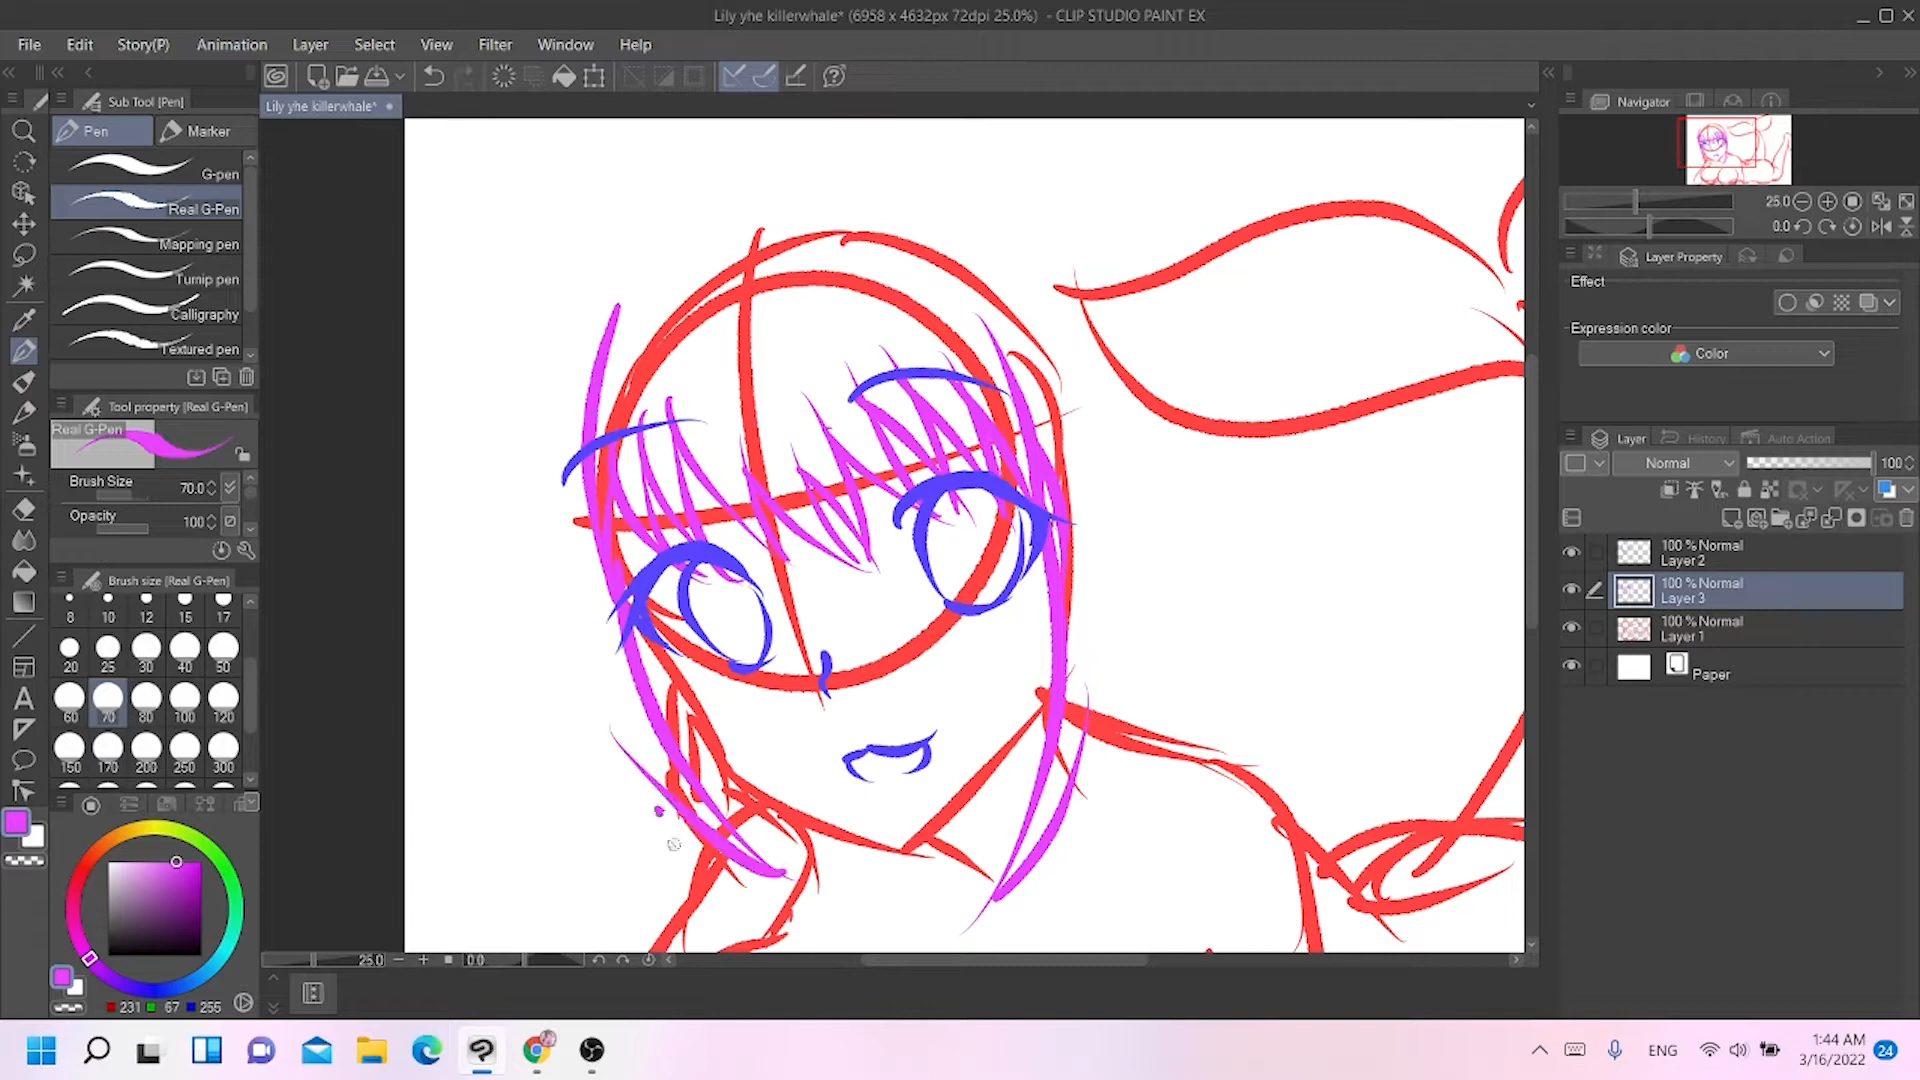 Lily yhe killerwhale* (6958 x 4632px 72dpi 25.0%) - CLIP STUDIO PAINT EX
File Edit Story(P) Animation Layer Select View Filter Window Help
Sub Tool [Pen]
Lily yhe killerwhale*
Navigator
Pen Marker
G-pen
Real G-Pen
Mapping pen
Turnip pen
Calligraphy
Textured pen
25.0
0.0
Layer Property
Effect
Expression color
Color
Tool property [Real G-Pen]
Real G-Pen
Brush Size 70.0
Opacity 100
Layer History Auto Action
Normal 100
Brush size [Real G-Pen]
8 10 12 15 17
20 25 30 40 50
60 70 80 100 120
150 170 200 250 300
100 % Normal
Layer 2
100 % Normal
Layer 3
100 % Normal
Layer 1
Paper
25.0 0.0
231 67 255
ENG
1:44 AM
3/16/2022
24